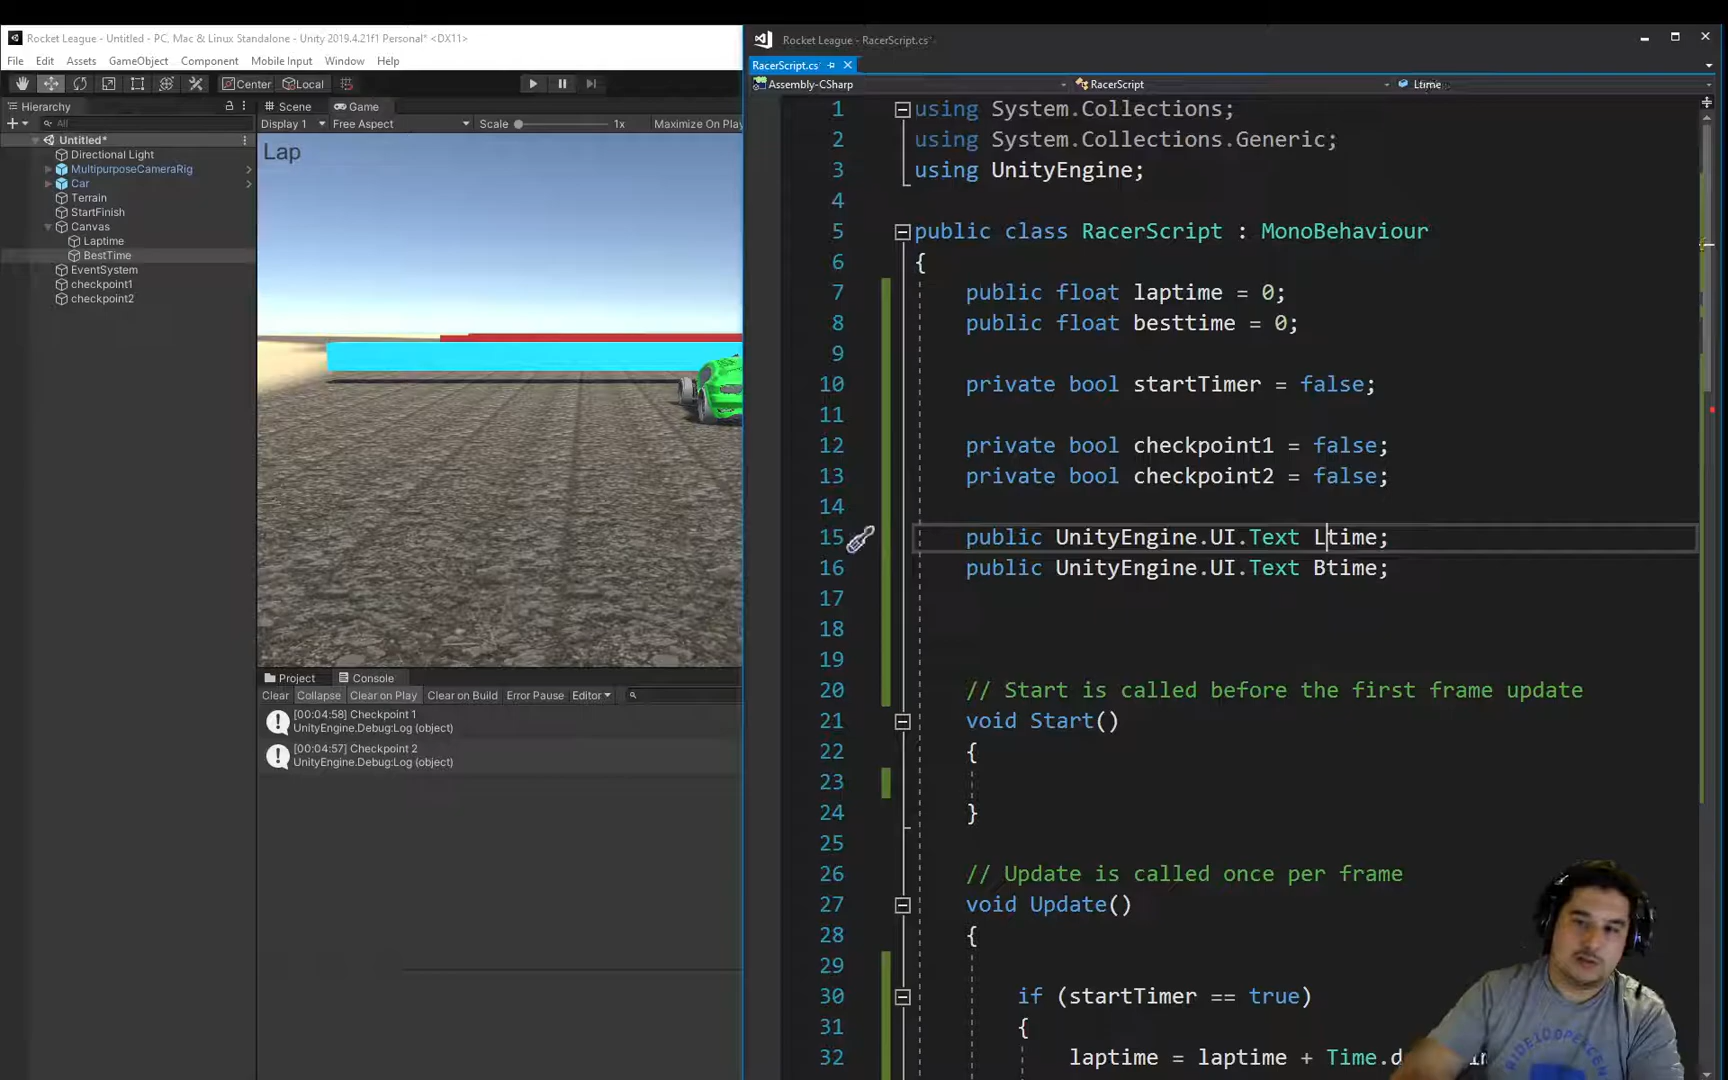 Rocket League - Untitled - PC, Mac & Linux Standalone - Unity 2019.4.21f1 Personal* <DX11>
File Edit Assets GameObject Component Mobile Input Window Help
Center Local
Hierarchy
All
Untitled*
Directional Light
MultipurposeCameraRig
Car
Terrain
StartFinish
Canvas
Laptime
BestTime
EventSystem
checkpoint1
checkpoint2
Scene Game
Display 1 Free Aspect Scale 1x Maximize On Play
Lap
Project Console
Clear Collapse Clear on Play Clear on Build Error Pause Editor
[00:04:58] Checkpoint 1
UnityEngine.Debug:Log (object)
[00:04:57] Checkpoint 2
UnityEngine.Debug:Log (object)
Rocket League - RacerScript.cs*
RacerScript.cs*
Assembly-CSharp RacerScript Ltime
1 using System.Collections;
2 using System.Collections.Generic;
3 using UnityEngine;
4
5 public class RacerScript : MonoBehaviour
6 {
7 public float laptime = 0;
8 public float besttime = 0;
9
10 private bool startTimer = false;
11
12 private bool checkpoint1 = false;
13 private bool checkpoint2 = false;
14
15 public UnityEngine.UI.Text Ltime;
16 public UnityEngine.UI.Text Btime;
17
18
19
20 // Start is called before the first frame update
21 void Start()
22 {
23
24 }
25
26 // Update is called once per frame
27 void Update()
28 {
29
30 if (startTimer == true)
31 {
32 laptime = laptime + Time.d